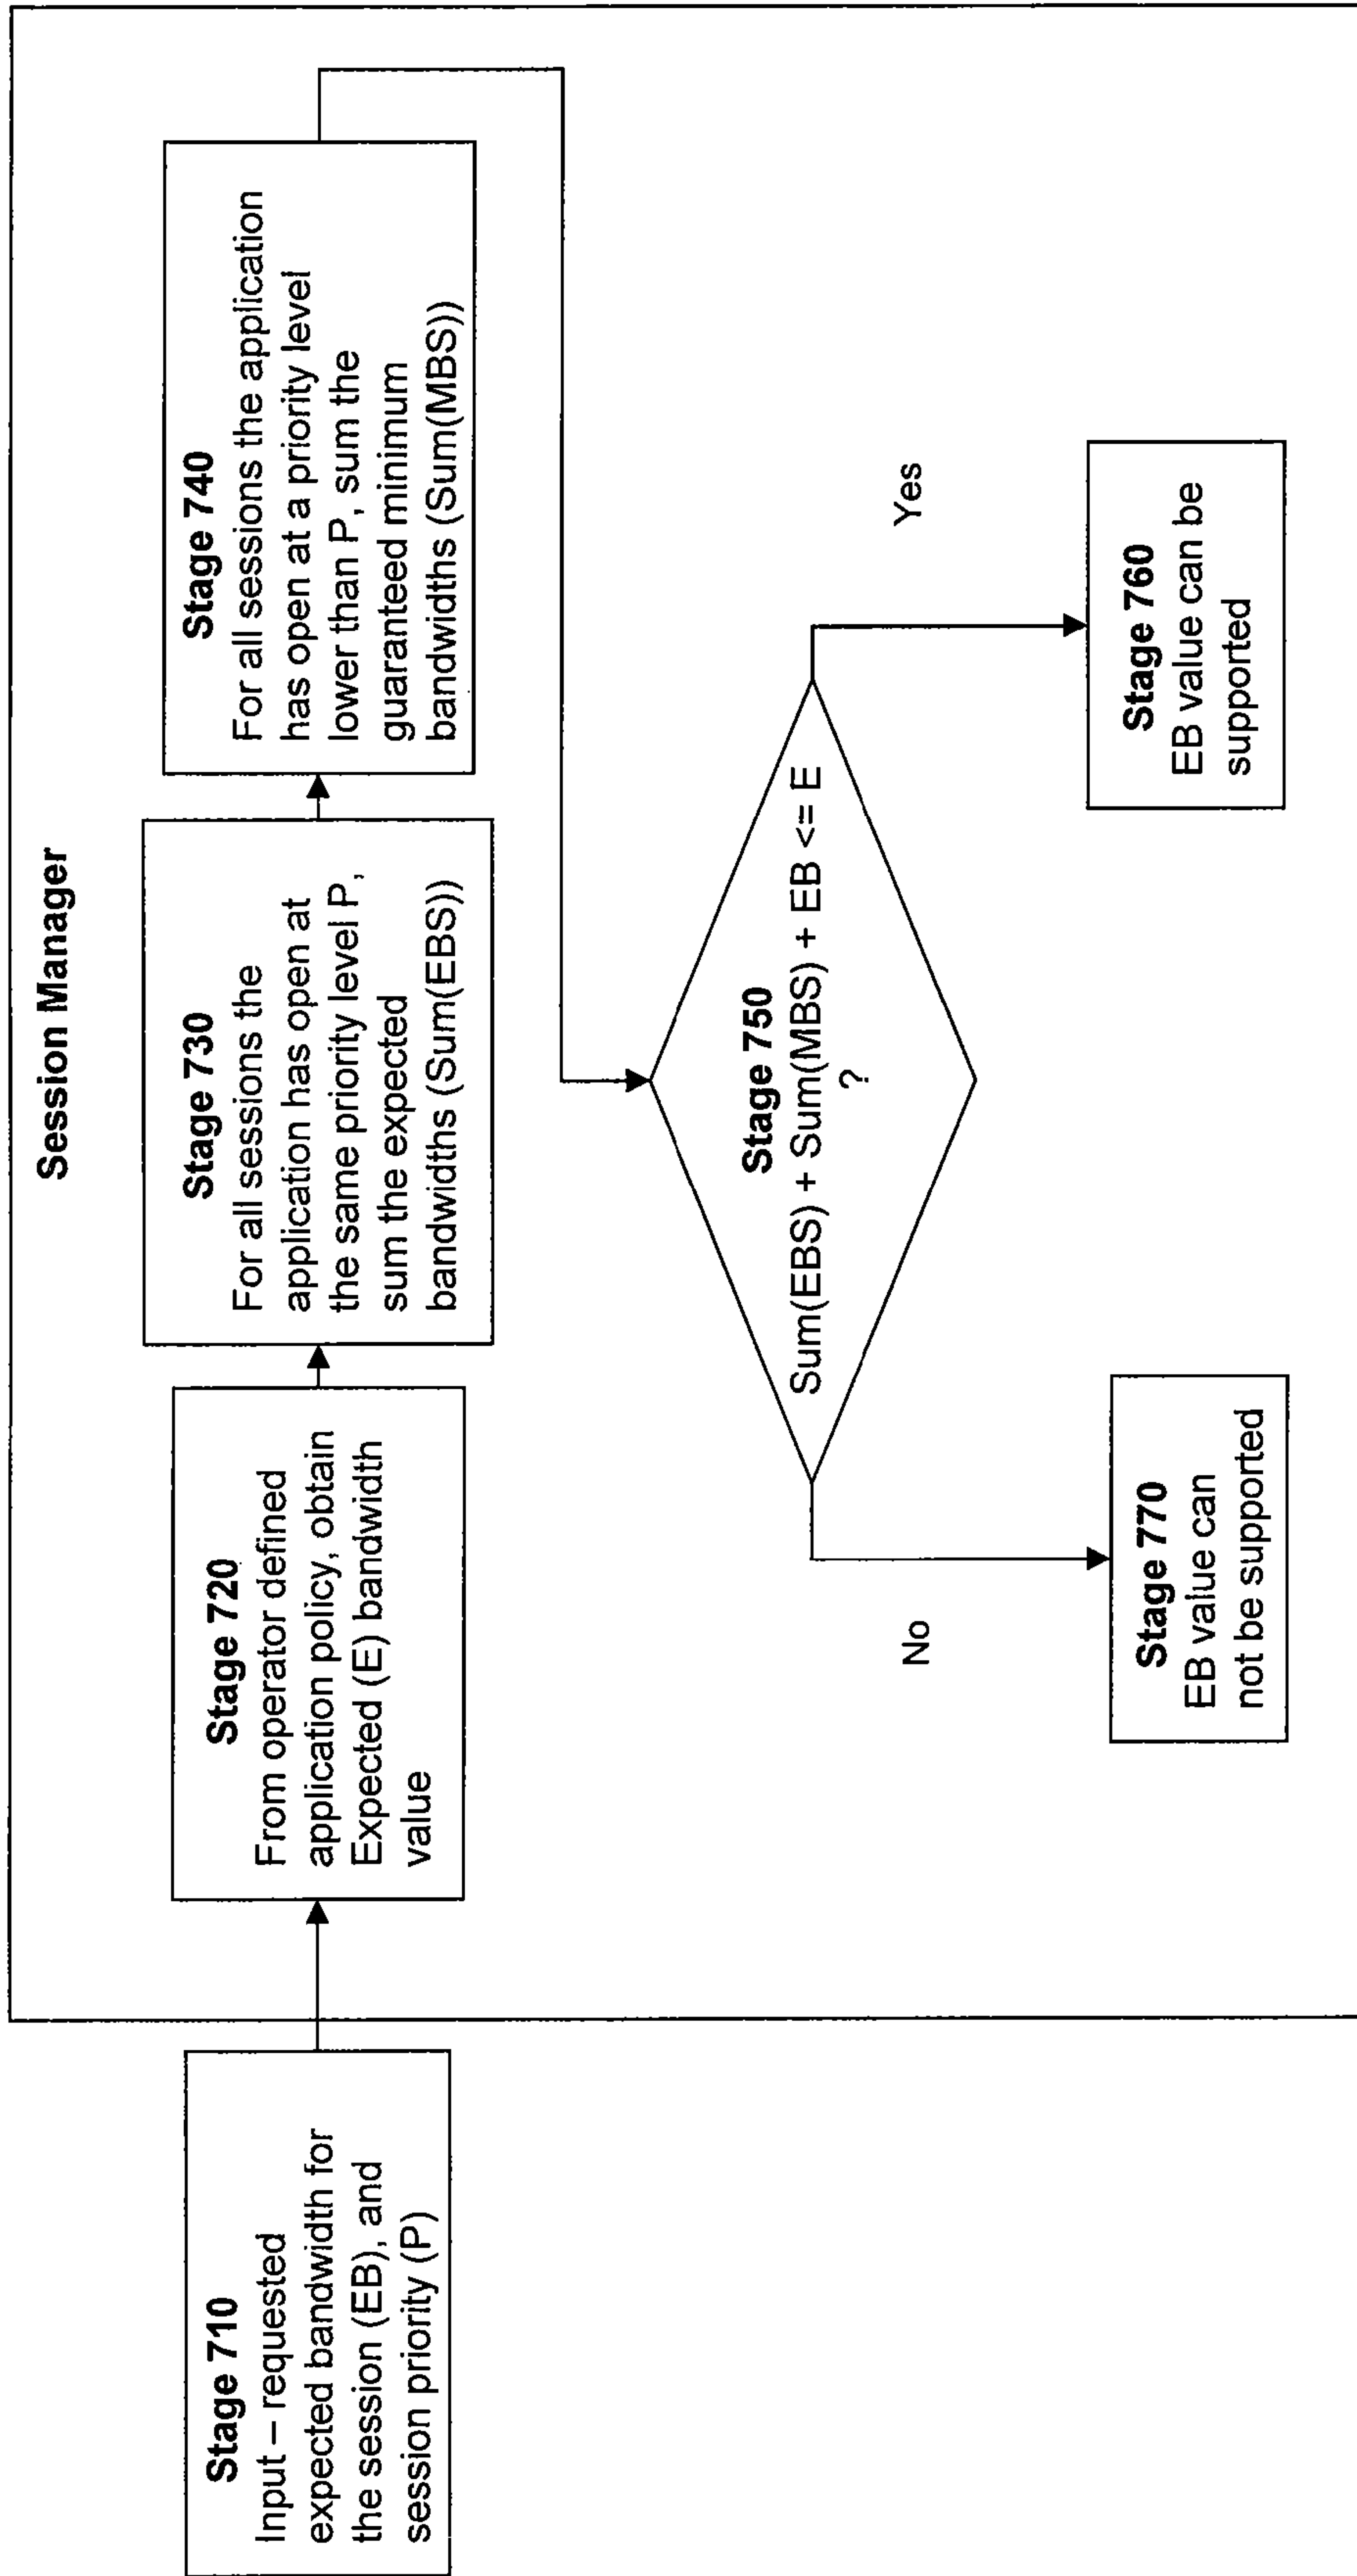 Session Manager
Stage 710
Input – requested
expected bandwidth for
the session (EB), and
session priority (P)
Stage 720
From operator defined
application policy, obtain
Expected (E) bandwidth
value
Stage 730
For all sessions the
application has open at
the same priority level P,
sum the expected
bandwidths (Sum(EBS))
Stage 740
For all sessions the application
has open at a priority level
lower than P, sum the
guaranteed minimum
bandwidths (Sum(MBS))
Stage 750
Sum(EBS) + Sum(MBS) + EB <= E
?
No
Yes
Stage 770
EB value can
not be supported
Stage 760
EB value can be
supported